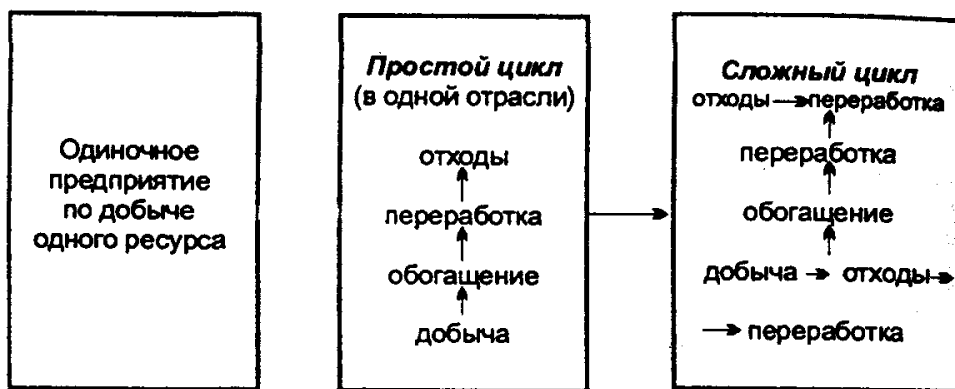 Одиночное
предприятие
по добыче
одного ресурса
Простой цикл
(в одной отрасли)
отходы
переработка
обогащение
добыча
Сложный цикл
отходы → переработка
переработка
обогащение
добыча → отходы →
→ переработка